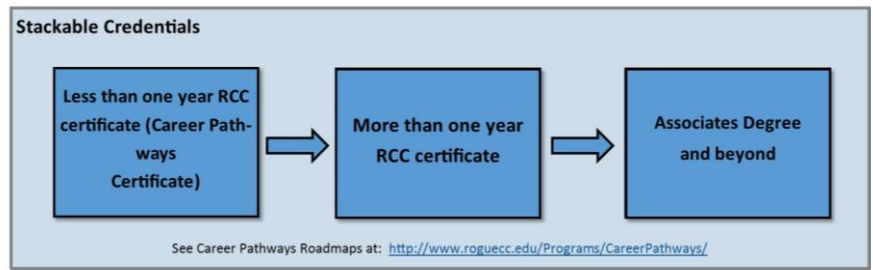 Stackable Credentials
Less than one year RCC
certificate (Career Path-
ways
Certificate)
More than one year
RCC certificate
Associates Degree
and beyond
See Career Pathways Roadmaps at: http://www.roguecc.edu/Programs/CareerPathways/